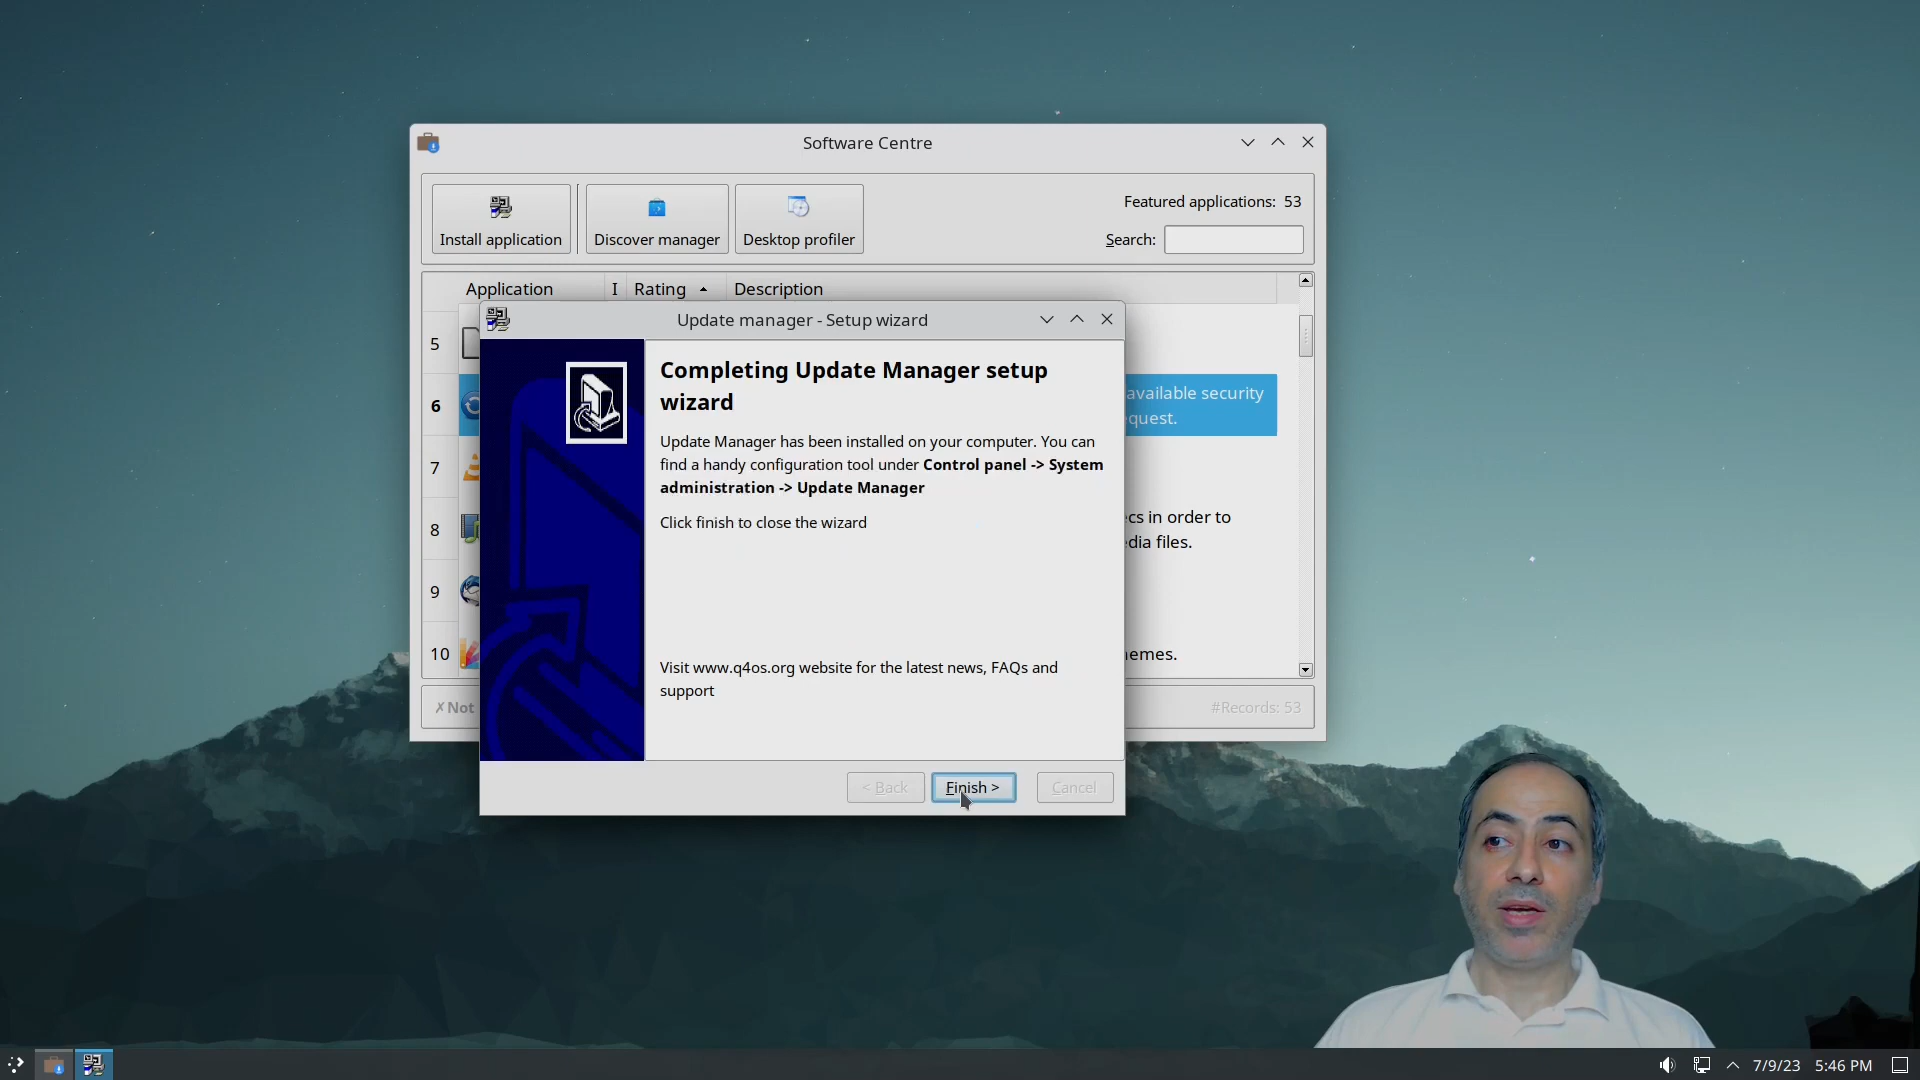 Software Centre
Install application
Discover manager
Desktop profiler
Featured applications: 53
Search:
Application I Rating Description
5
6
available security
quest.
7
8
cs in order to
dia files.
9
10
emes.
✗Not
#Records: 53
Update manager - Setup wizard
Completing Update Manager setup
wizard
Update Manager has been installed on your computer. You can
find a handy configuration tool under Control panel -> System
administration -> Update Manager
Click finish to close the wizard
Visit www.q4os.org website for the latest news, FAQs and
support
< Back
Finish >
Cancel
7/9/23 5:46 PM